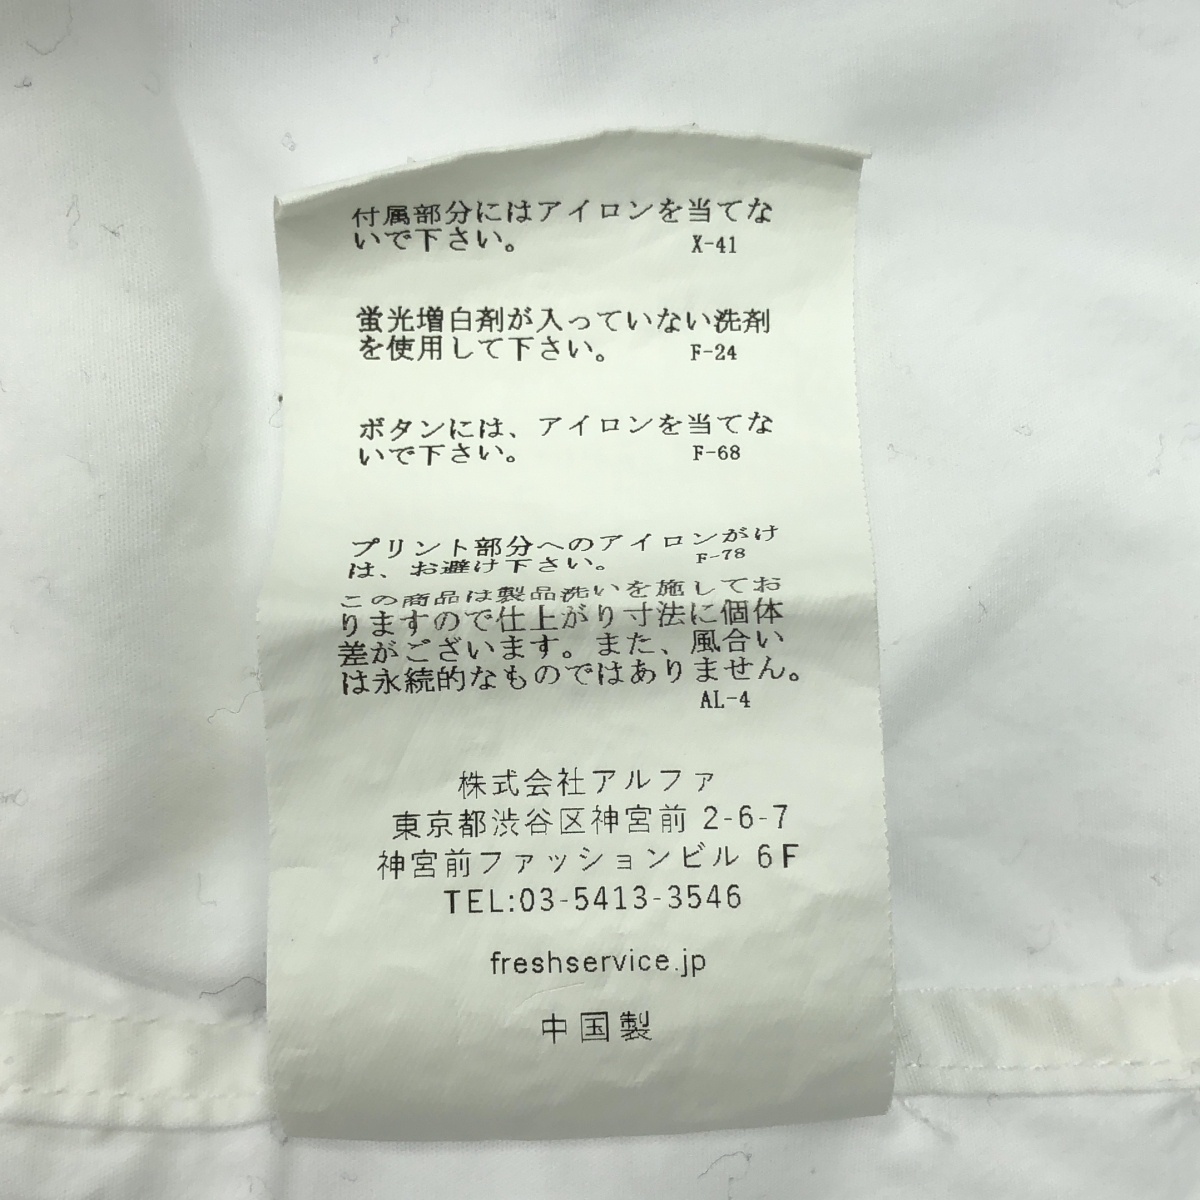 付属部分にはアイロンを当てな
いで下さい。 X-41
蛍光増白剤が入っていない洗剤
を使用して下さい。 F-24
ボタンには、アイロンを当てな
いで下さい。 F-68
プリント部分へのアイロンがけ
は、お避け下さい。 F-78
この商品は製品洗いを施してお
りますので仕上がり寸法に個体
差がございます。また、風合い
は永続的なものではありません。
AL-4
株式会社アルファ
東京都渋谷区神宮前 2-6-7
神宮前ファッションビル 6F
TEL:03-5413-3546
freshservice.jp
中国製